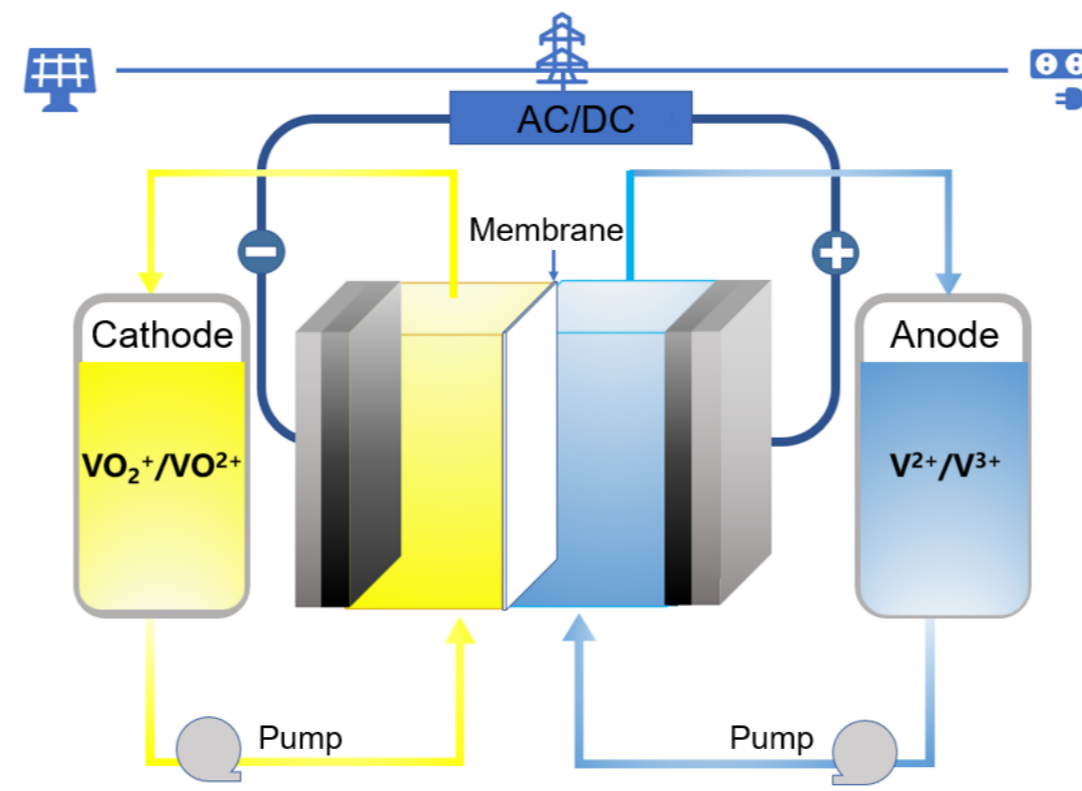 AC/DC
Membrane
Cathode
Anode
VO₂⁺/VO²⁺
V²⁺/V³⁺
Pump
Pump